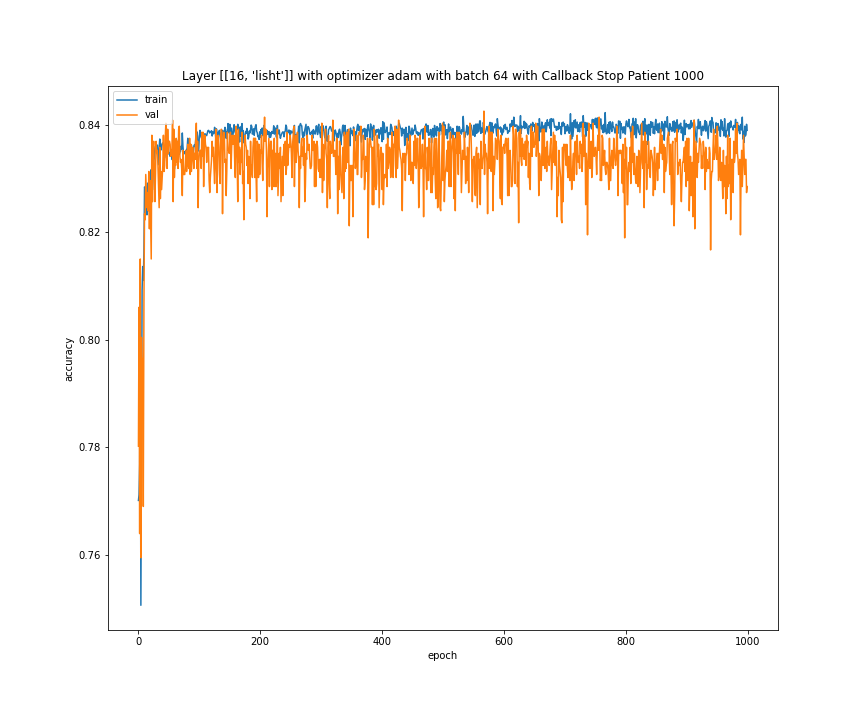 Layer [[16, 'lisht']] with optimizer adam with batch 64 with Callback Stop Patient 1000
train
val
0.84
0.82
0.80
0.78
0.76
accuracy
0
200
400
600
800
1000
epoch